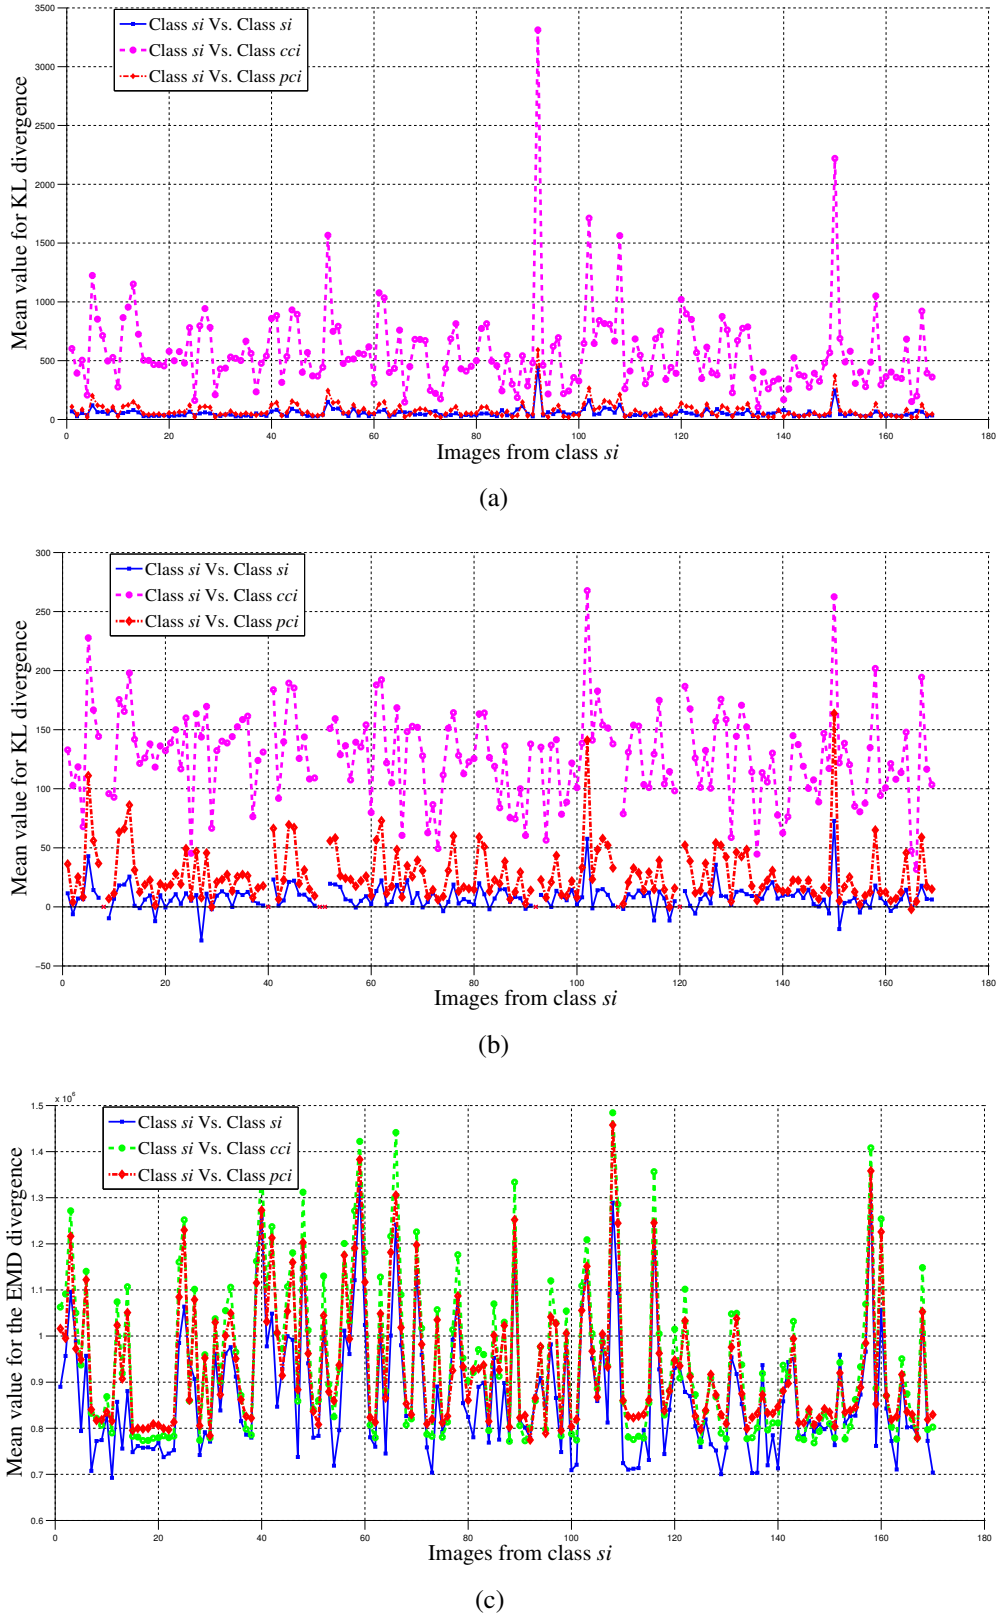 3500
3000
2500
2000
1500
1000
500
0
Mean value for KL divergence
Class si Vs. Class si
Class si Vs. Class cci
Class si Vs. Class pci
0 20 40 60 80 100 120 140 160 180
Images from class si
(a)
300
250
200
150
100
50
0
−50
Mean value for KL divergence
Class si Vs. Class si
Class si Vs. Class cci
Class si Vs. Class pci
0 20 40 60 80 100 120 140 160 180
Images from class si
(b)
x 10^6
1.5
1.4
1.3
1.2
1.1
1
0.9
0.8
0.7
0.6
Mean value for the EMD divergence
Class si Vs. Class si
Class si Vs. Class cci
Class si Vs. Class pci
0 20 40 60 80 100 120 140 160 180
Images from class si
(c)